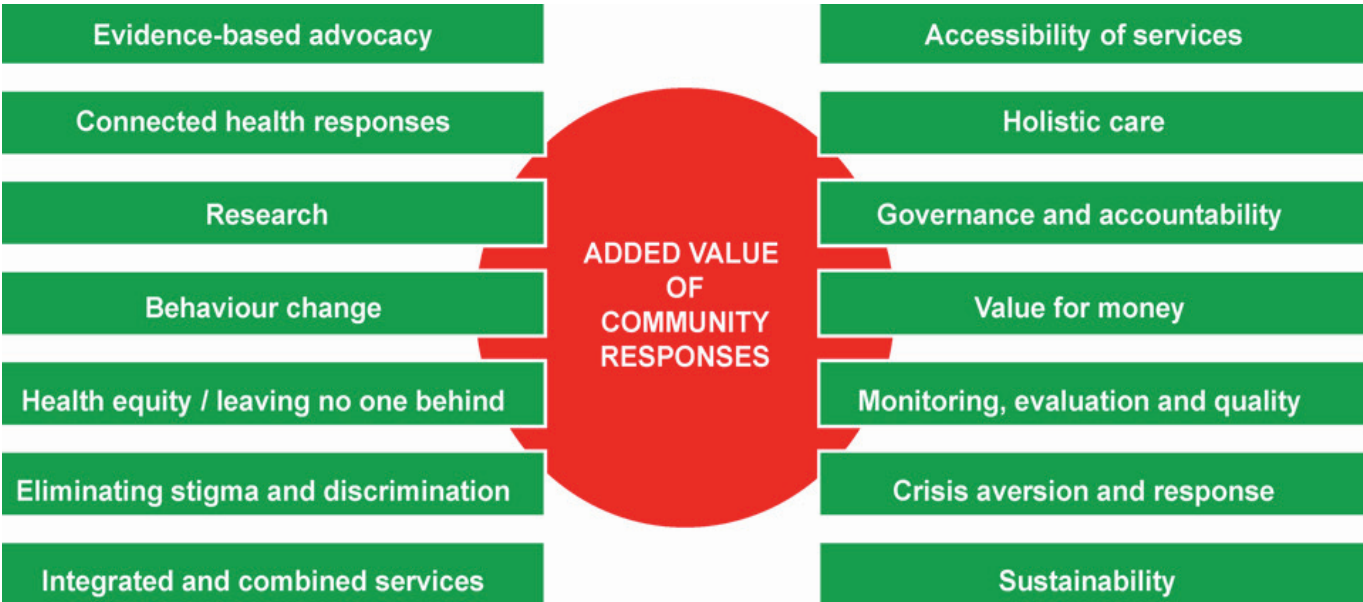 Evidence-based advocacy
Connected health responses
Research
Behaviour change
Health equity / leaving no one behind
Eliminating stigma and discrimination
Integrated and combined services
ADDED VALUE
OF
COMMUNITY
RESPONSES
Accessibility of services
Holistic care
Governance and accountability
Value for money
Monitoring, evaluation and quality
Crisis aversion and response
Sustainability